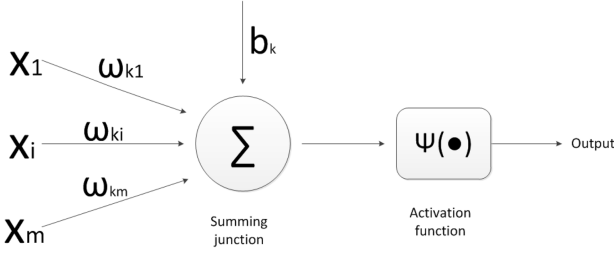 bₖ
X1
ωk1
Xi
ωki
Xm
ωkm
∑
Ψ(●)
Output
Summing
junction
Activation
function